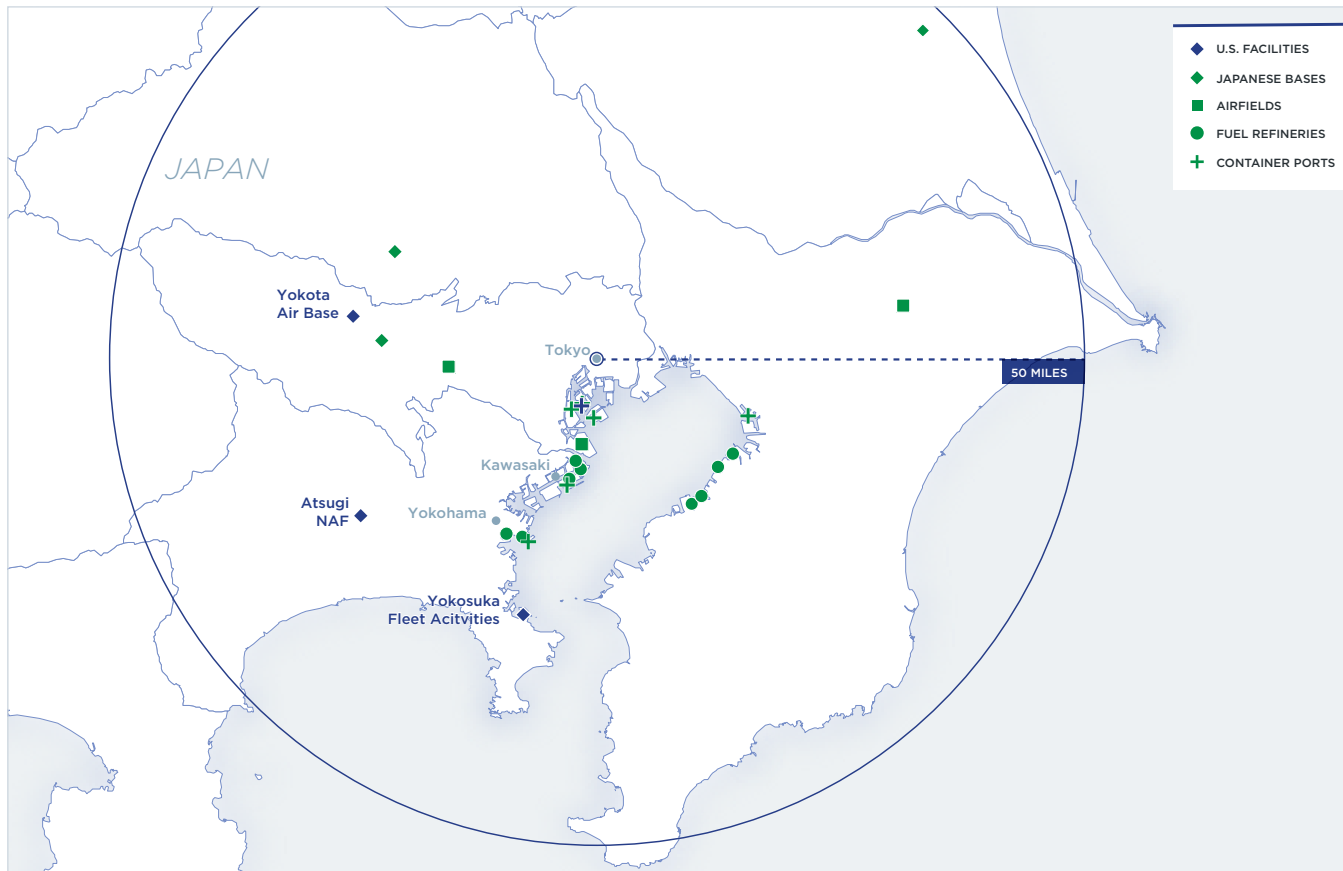 U.S. FACILITIES
JAPANESE BASES
AIRFIELDS
FUEL REFINERIES
CONTAINER PORTS
JAPAN
Yokota
Air Base
Tokyo
50 MILES
Kawasaki
Atsugi
NAF
Yokohama
Yokosuka
Fleet Acitvities